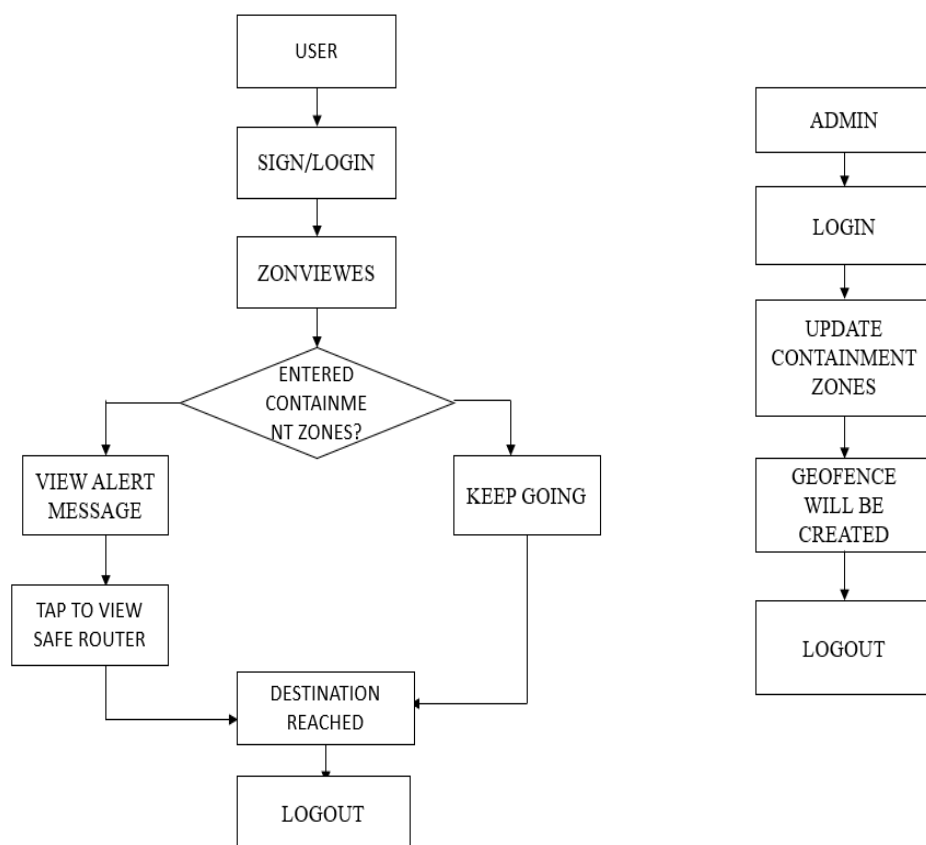 USER
SIGN/LOGIN
ZONVIEWES
ENTERED
CONTAINME
NT ZONES?
VIEW ALERT
MESSAGE
KEEP GOING
TAP TO VIEW
SAFE ROUTER
DESTINATION
REACHED
LOGOUT
ADMIN
LOGIN
UPDATE
CONTAINMENT
ZONES
GEOFENCE
WILL BE
CREATED
LOGOUT